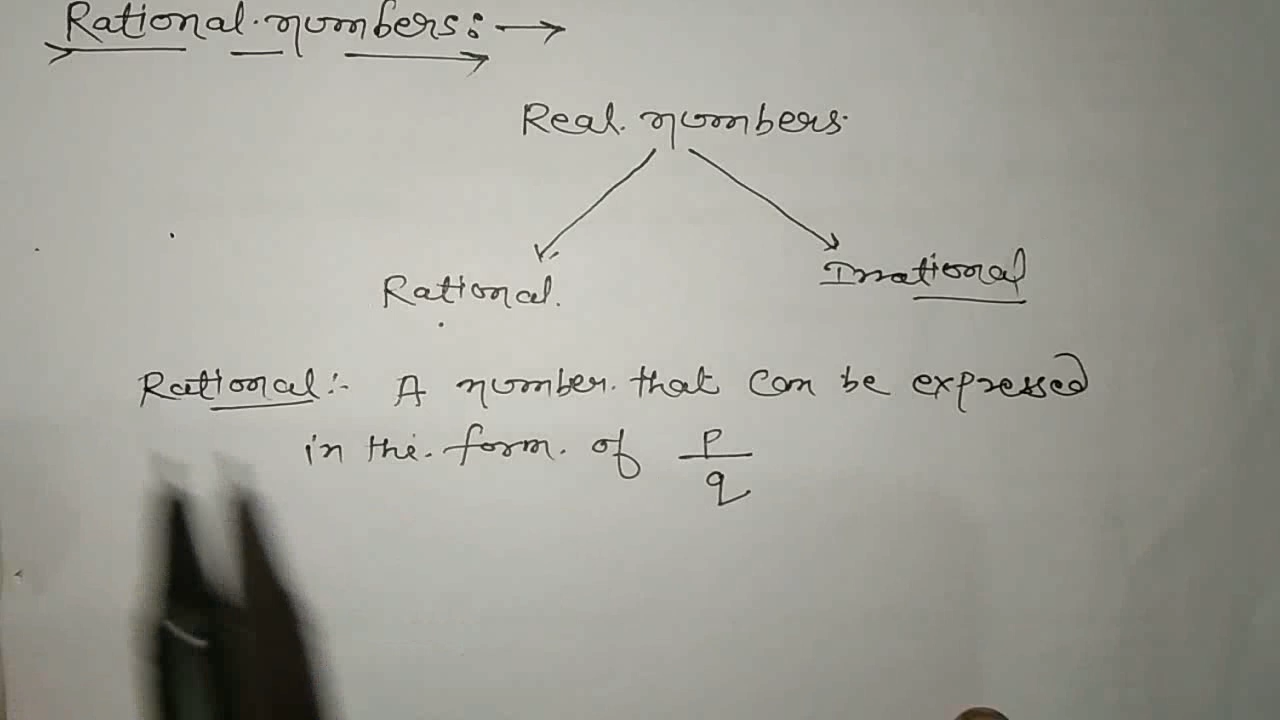 Rational numbers: →
Real numbers
Rational.
Irrational
Rational:- A number that can be expressed
in the form of p/q